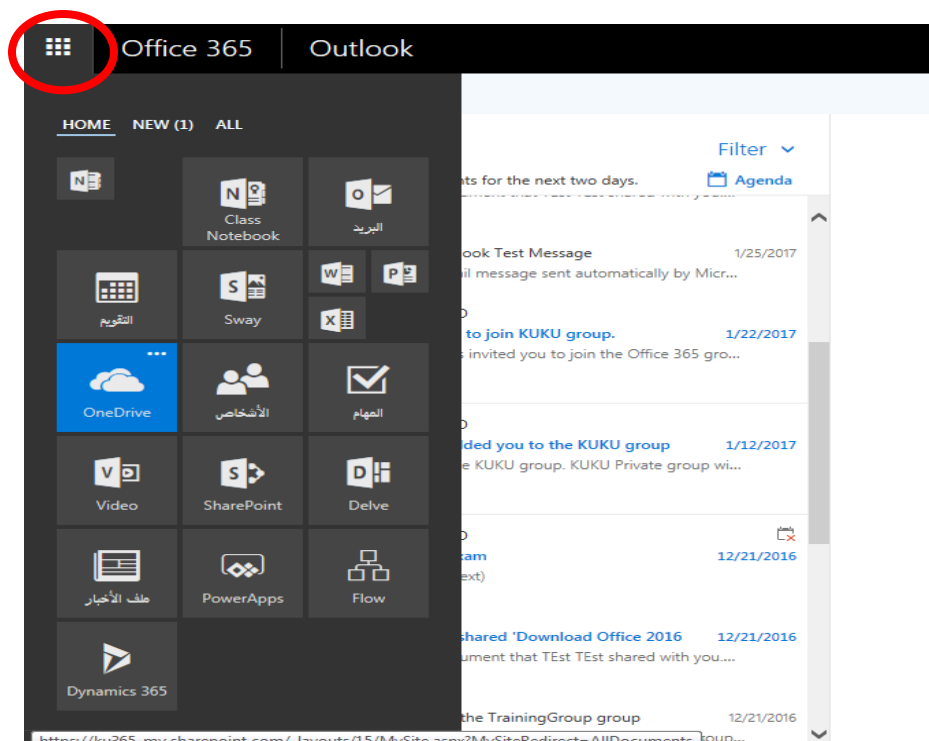 Office 365 Outlook
HOME NEW (1) ALL
N
N
Class
Notebook
O
البريد
التقويم
S
Sway
W
P
X
OneDrive
الأشخاص
المهام
V
Video
S
SharePoint
D
Delve
ملف الأخبار
PowerApps
Flow
Dynamics 365
Filter
nts for the next two days. Agenda
ook Test Message 1/25/2017
il message sent automatically by Micr...
to join KUKU group. 1/22/2017
invited you to join the Office 365 gro...
dded you to the KUKU group 1/12/2017
e KUKU group. KUKU Private group wi...
xam 12/21/2016
ext)
shared 'Download Office 2016 12/21/2016
ument that TEst TEst shared with you....
the TrainingGroup group 12/21/2016